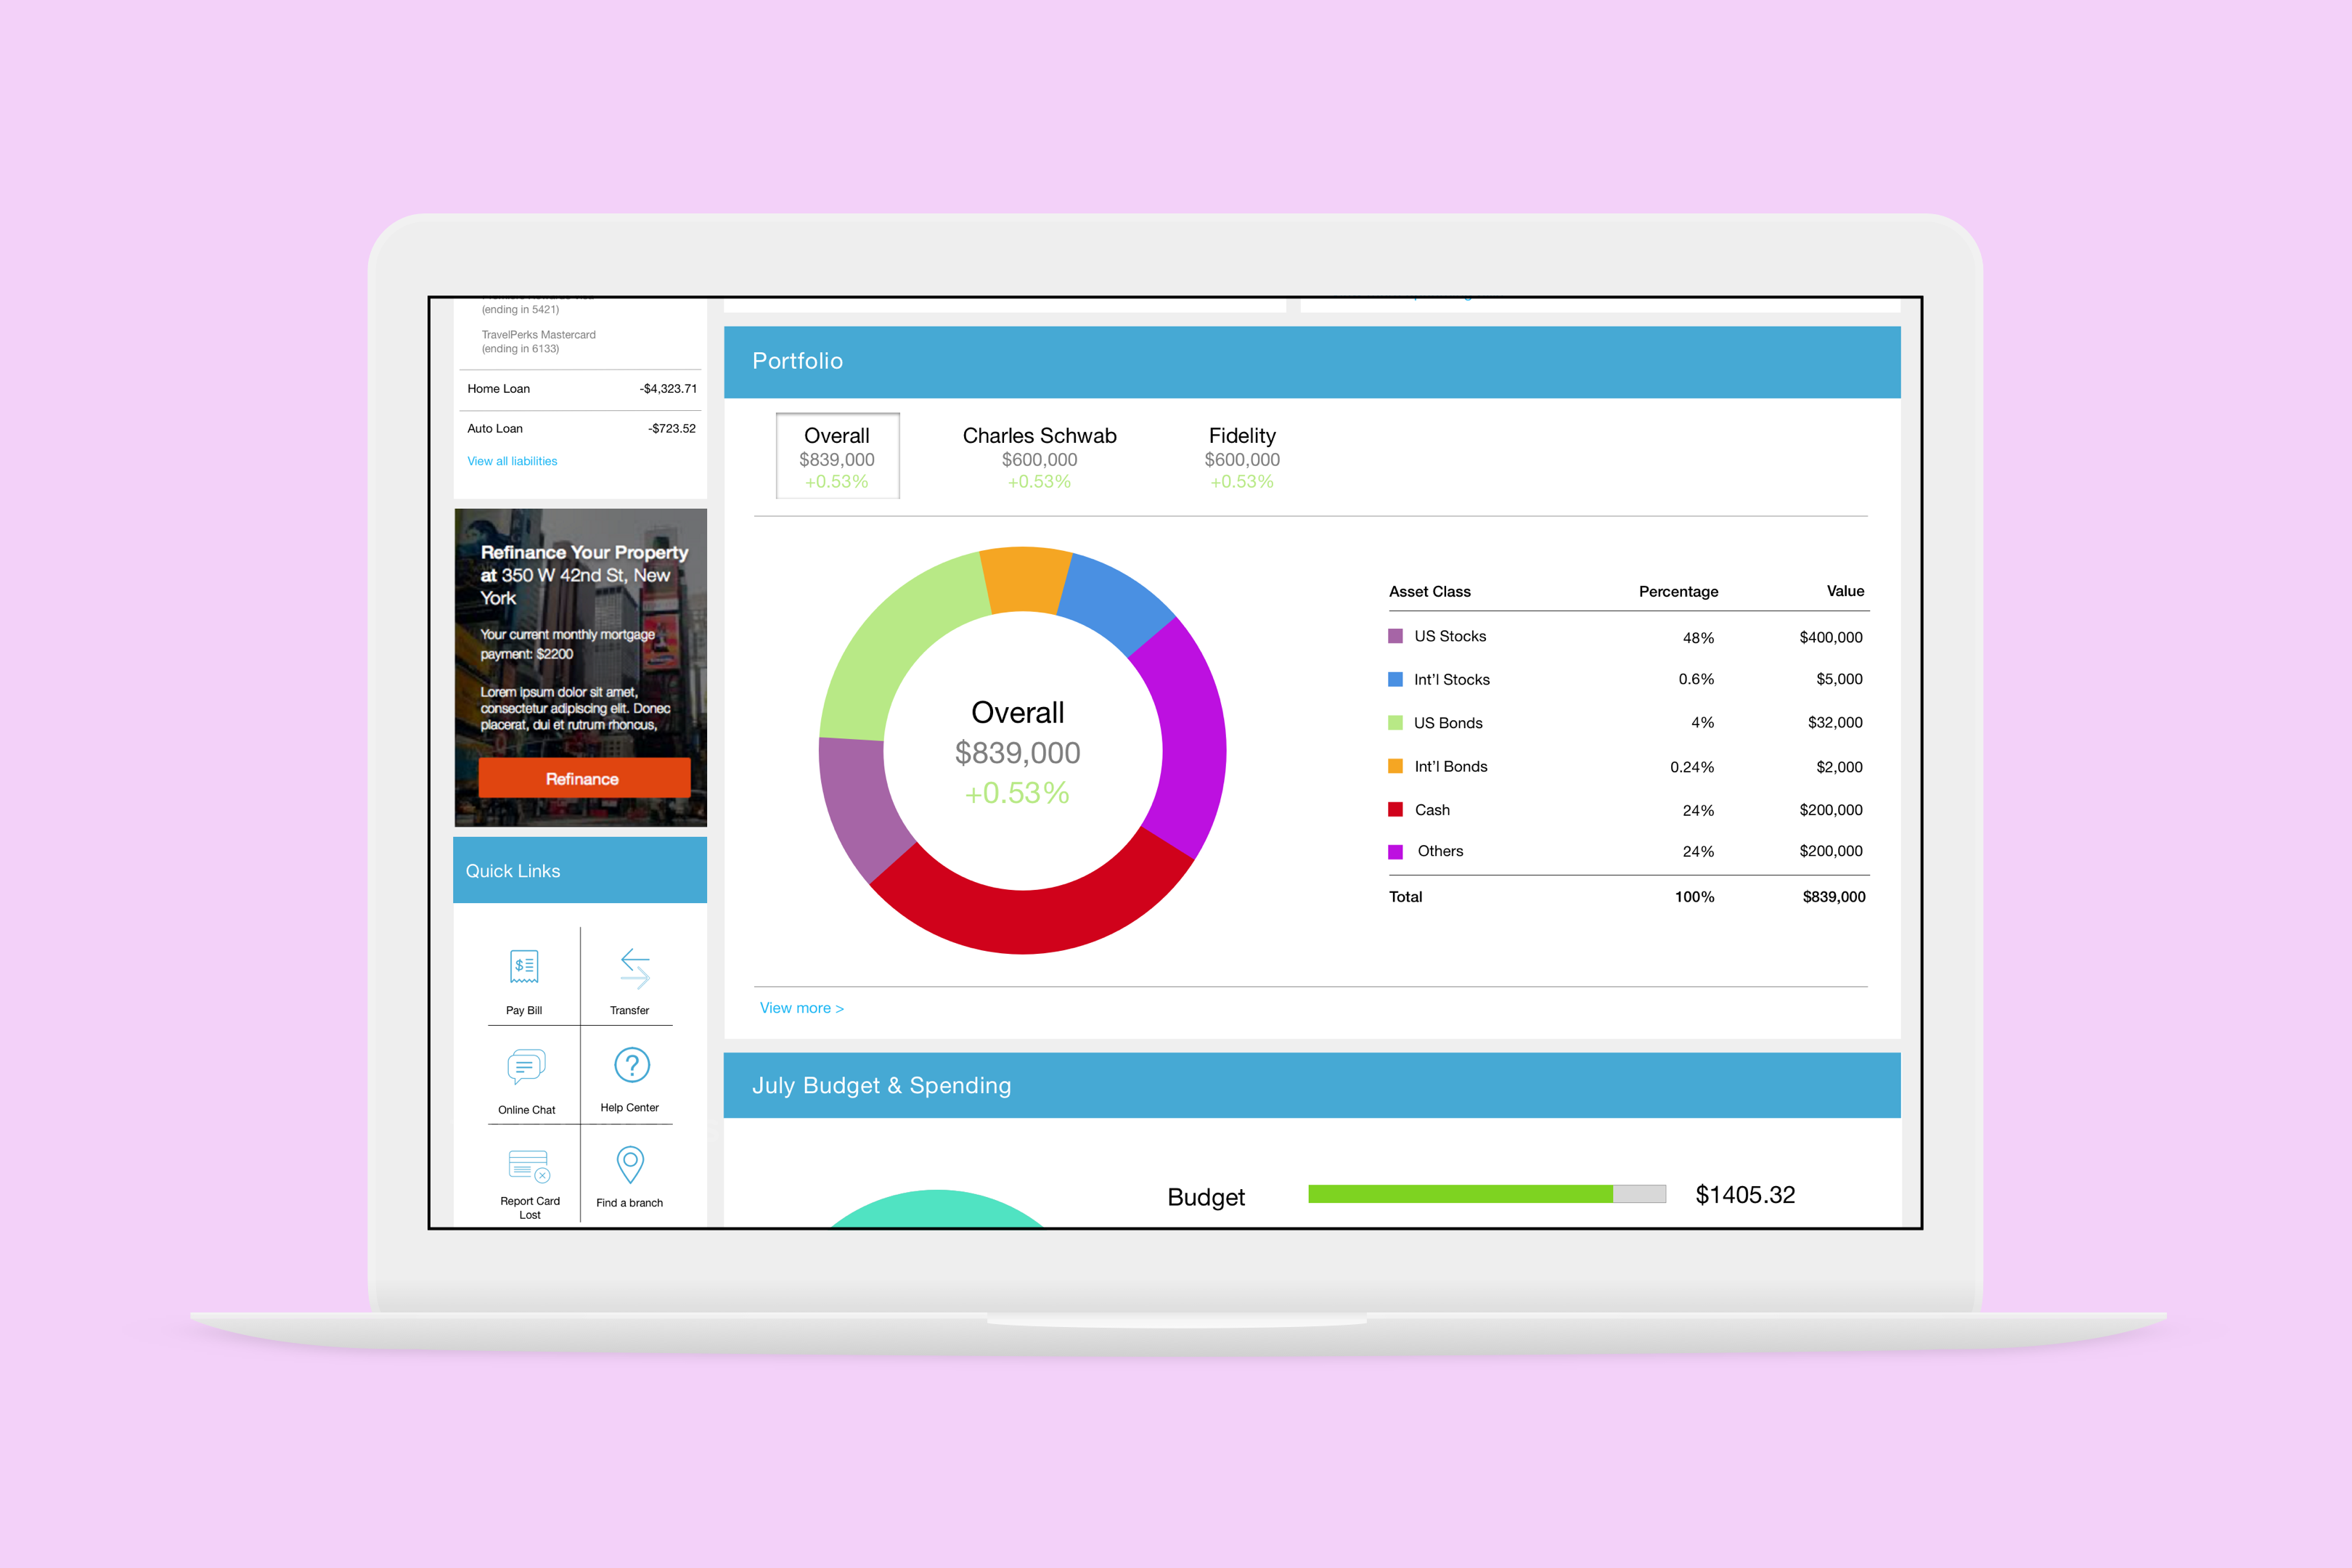 (ending in 5421)
TravelPerks Mastercard
(ending in 6133)
Home Loan -$4,323.71
Auto Loan -$723.52
View all liabilities
Refinance Your Property
at 350 W 42nd St, New
York
Your current monthly mortgage
payment: $2200
Lorem ipsum dolor sit amet,
consectetur adipiscing elit. Donec
placerat, dui et rutrum rhoncus,
Refinance
Quick Links
Pay Bill
Transfer
Online Chat
Help Center
Report Card
Lost
Find a branch
Portfolio
Overall
$839,000
+0.53%
Charles Schwab
$600,000
+0.53%
Fidelity
$600,000
+0.53%
Overall
$839,000
+0.53%
Asset Class Percentage Value
US Stocks 48% $400,000
Int'l Stocks 0.6% $5,000
US Bonds 4% $32,000
Int'l Bonds 0.24% $2,000
Cash 24% $200,000
Others 24% $200,000
Total 100% $839,000
View more >
July Budget & Spending
Budget $1405.32